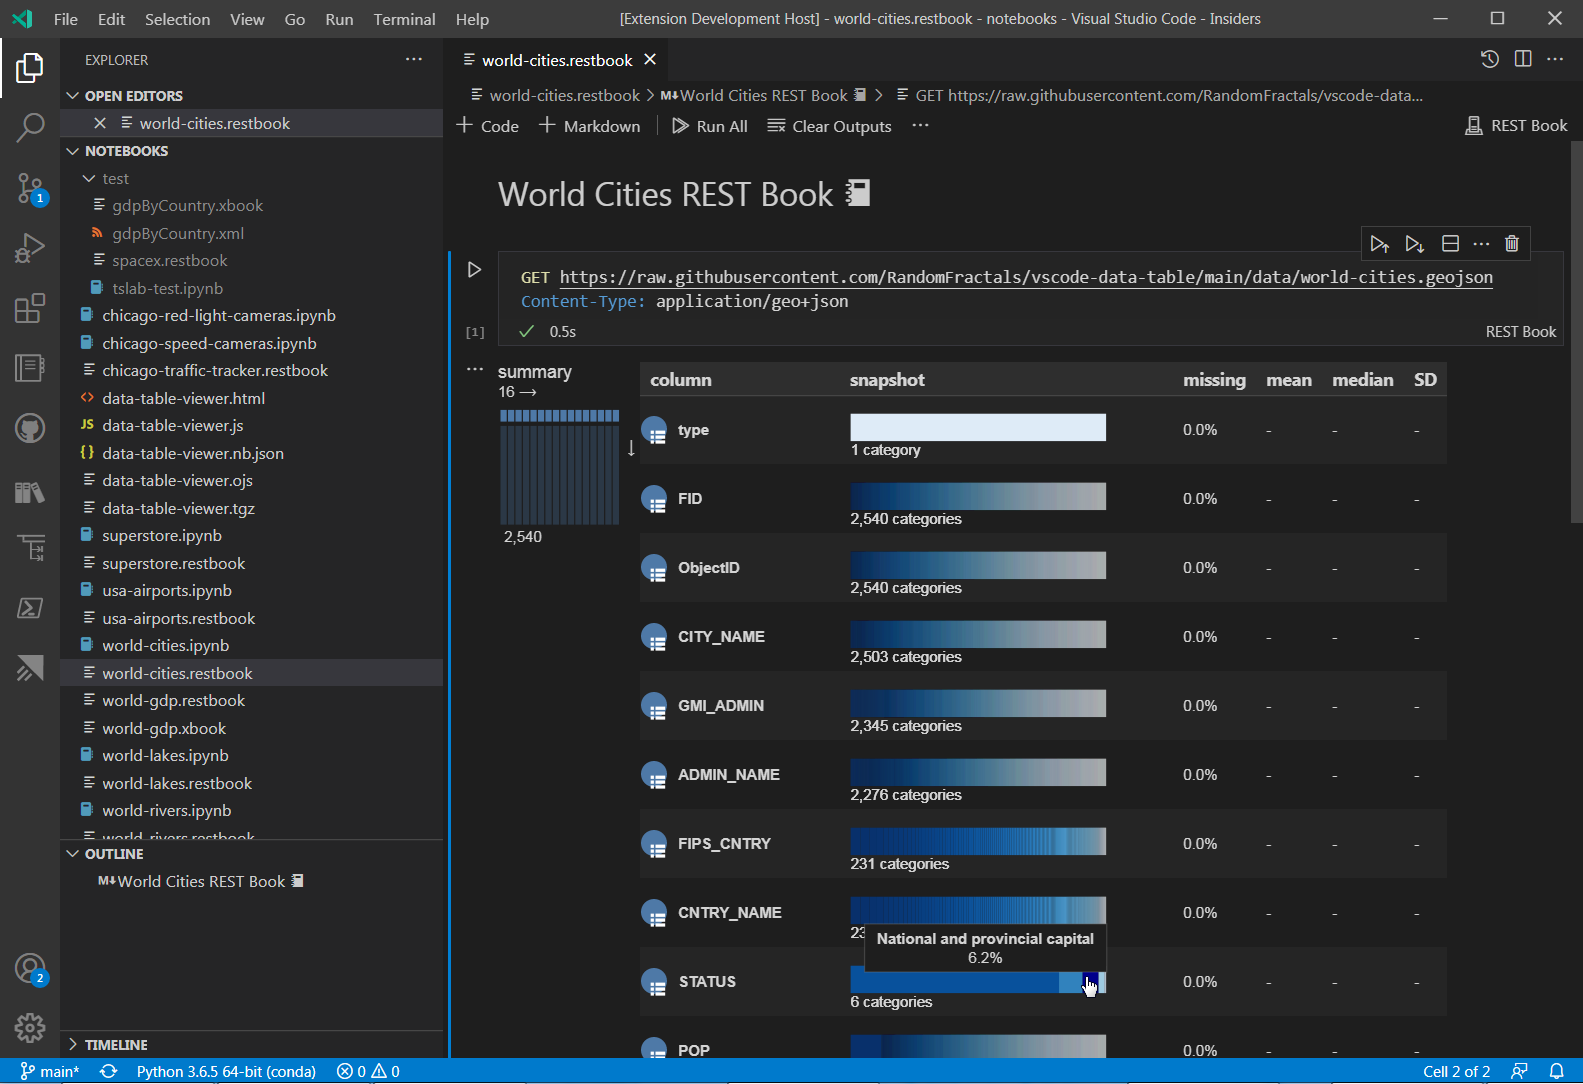 File Edit Selection View Go Run Terminal Help
[Extension Development Host] - world-cities.restbook - notebooks - Visual Studio Code - Insiders
EXPLORER
OPEN EDITORS
world-cities.restbook
NOTEBOOKS
test
gdpByCountry.xbook
gdpByCountry.xml
spacex.restbook
tslab-test.ipynb
chicago-red-light-cameras.ipynb
chicago-speed-cameras.ipynb
chicago-traffic-tracker.restbook
data-table-viewer.html
JS data-table-viewer.js
{} data-table-viewer.nb.json
data-table-viewer.ojs
data-table-viewer.tgz
superstore.ipynb
superstore.restbook
usa-airports.ipynb
usa-airports.restbook
world-cities.ipynb
world-cities.restbook
world-gdp.restbook
world-gdp.xbook
world-lakes.ipynb
world-lakes.restbook
world-rivers.ipynb
world-rivers.restbook
OUTLINE
M World Cities REST Book
TIMELINE
1
2
world-cities.restbook
world-cities.restbook > M World Cities REST Book > GET https://raw.githubusercontent.com/RandomFractals/vscode-data...
Code Markdown Run All Clear Outputs ... REST Book
World Cities REST Book
GET https://raw.githubusercontent.com/RandomFractals/vscode-data-table/main/data/world-cities.geojson
Content-Type: application/geo+json
[1] 0.5s REST Book
summary
16 →
↓
2,540
column snapshot missing mean median SD
type 0.0% - - -
1 category
FID 0.0% - - -
2,540 categories
ObjectID 0.0% - - -
2,540 categories
CITY_NAME 0.0% - - -
2,503 categories
GMI_ADMIN 0.0% - - -
2,345 categories
ADMIN_NAME 0.0% - - -
2,276 categories
FIPS_CNTRY 0.0% - - -
231 categories
CNTRY_NAME 0.0% - - -
23
National and provincial capital
6.2%
STATUS 0.0% - - -
6 categories
POP 0.0% - - -
main* Python 3.6.5 64-bit (conda) 0 0 Cell 2 of 2